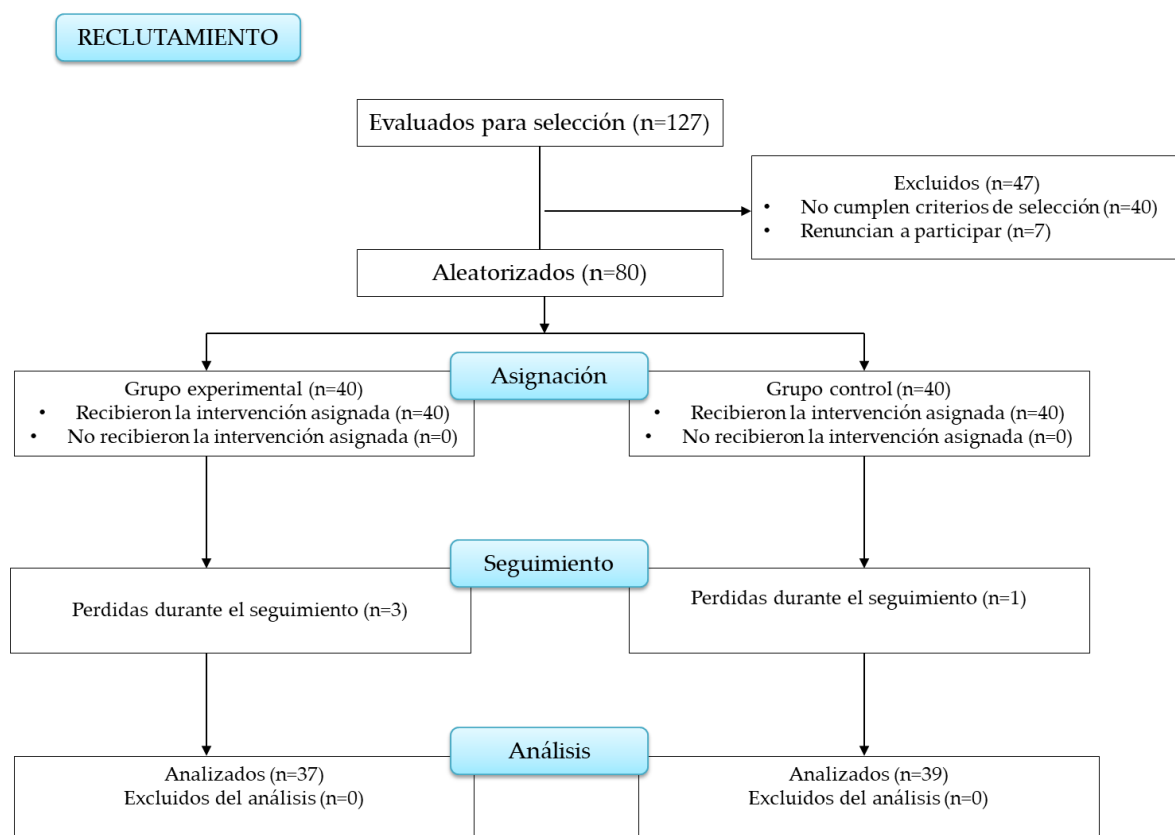 RECLUTAMIENTO
Evaluados para selección (n=127)
Excluidos (n=47)
• No cumplen criterios de selección (n=40)
• Renuncian a participar (n=7)
Aleatorizados (n=80)
Asignación
Grupo experimental (n=40)
• Recibieron la intervención asignada (n=40)
• No recibieron la intervención asignada (n=0)
Grupo control (n=40)
• Recibieron la intervención asignada (n=40)
• No recibieron la intervención asignada (n=0)
Seguimiento
Perdidas durante el seguimiento (n=3)
Perdidas durante el seguimiento (n=1)
Análisis
Analizados (n=37)
Excluidos del análisis (n=0)
Analizados (n=39)
Excluidos del análisis (n=0)